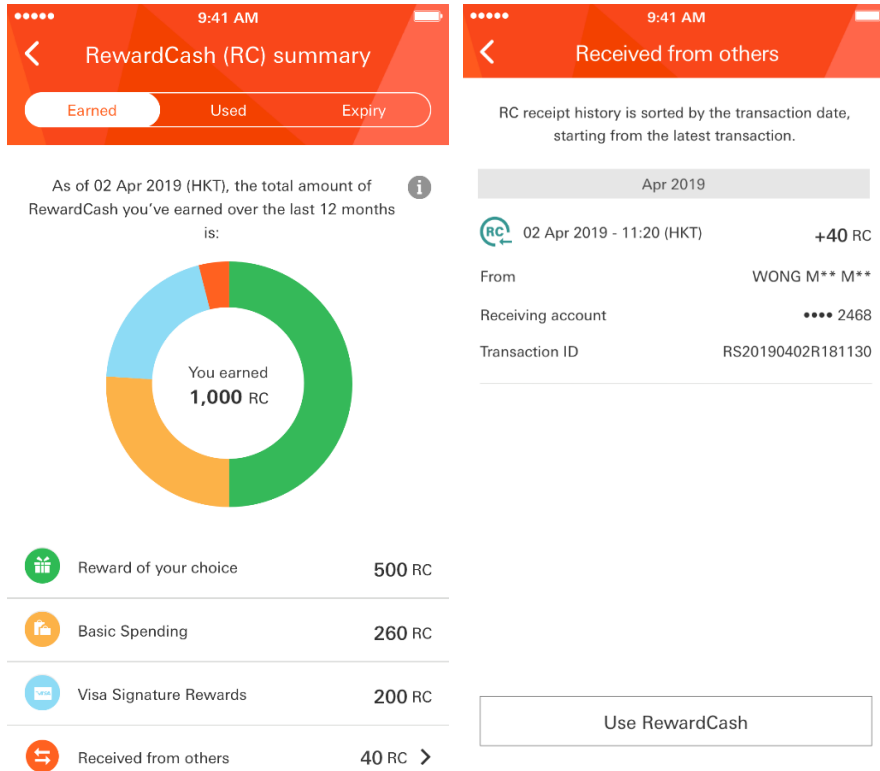 9:41 AM
RewardCash (RC) summary
Earned Used Expiry
As of 02 Apr 2019 (HKT), the total amount of
RewardCash you’ve earned over the last 12 months
is:
You earned
1,000 RC
Reward of your choice 500 RC
Basic Spending 260 RC
VISA
Visa Signature Rewards 200 RC
Received from others 40 RC
9:41 AM
Received from others
RC receipt history is sorted by the transaction date,
starting from the latest transaction.
Apr 2019
RC
02 Apr 2019 - 11:20 (HKT) +40 RC
From WONG M** M**
Receiving account •••• 2468
Transaction ID RS20190402R181130
Use RewardCash